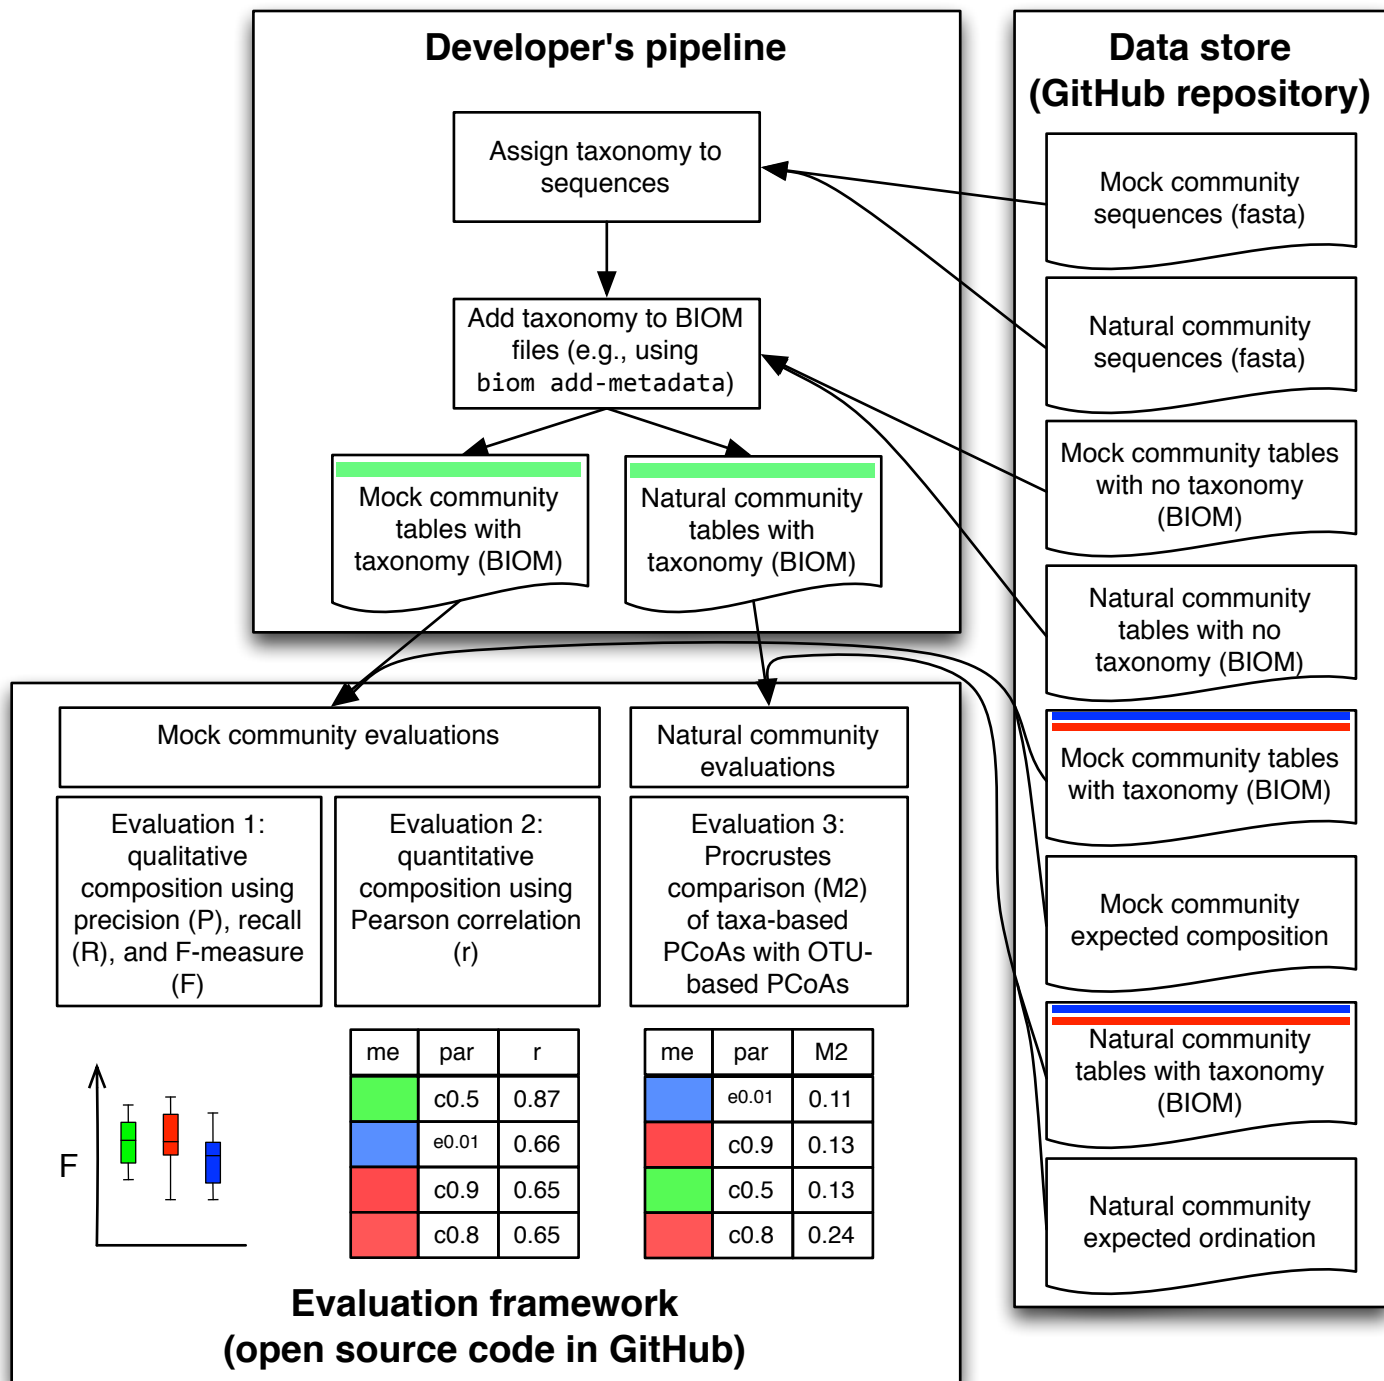 Developer's pipeline
Assign taxonomy to
sequences
Add taxonomy to BIOM
files (e.g., using
biom add-metadata)
Mock community
tables with
taxonomy (BIOM)
Natural community
tables with
taxonomy (BIOM)
Data store
(GitHub repository)
Mock community
sequences (fasta)
Natural community
sequences (fasta)
Mock community tables
with no taxonomy
(BIOM)
Natural community
tables with no
taxonomy (BIOM)
Mock community tables
with taxonomy (BIOM)
Mock community
expected composition
Natural community
tables with taxonomy
(BIOM)
Natural community
expected ordination
Mock community evaluations
Natural community
evaluations
Evaluation 1:
qualitative
composition using
precision (P), recall
(R), and F-measure
(F)
Evaluation 2:
quantitative
composition using
Pearson correlation
(r)
Evaluation 3:
Procrustes
comparison (M2)
of taxa-based
PCoAs with OTU-
based PCoAs
F
me par r
c0.5 0.87
e0.01 0.66
c0.9 0.65
c0.8 0.65
me par M2
e0.01 0.11
c0.9 0.13
c0.5 0.13
c0.8 0.24
Evaluation framework
(open source code in GitHub)